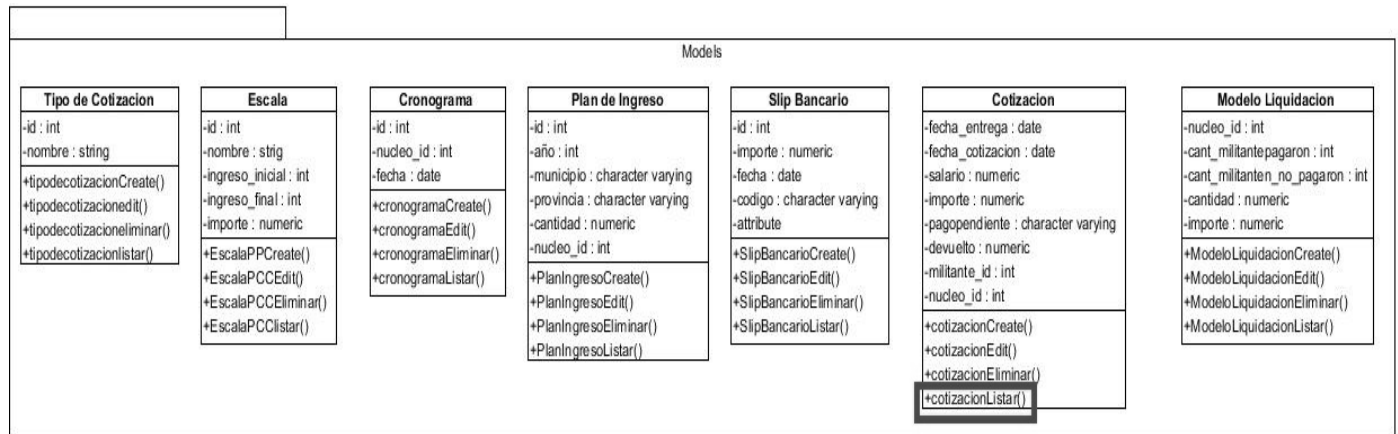 Models
Tipo de Cotizacion
-id : int
-nombre : string
+tipodecotizacionCreate()
+tipodecotizacionedit()
+tipodecotizacioneliminar()
+tipodecotizacionlistar()
Escala
-id : int
-nombre : strig
-ingreso_inicial : int
-ingreso_final : int
-importe : numeric
+EscalaPPCreate()
+EscalaPCCEdit()
+EscalaPCCEliminar()
+EscalaPCClistar()
Cronograma
-id : int
-nucleo_id : int
-fecha : date
+cronogramaCreate()
+cronogramaEdit()
+cronogramaEliminar()
+cronogramaListar()
Plan de Ingreso
-id : int
-año : int
-municipio : character varying
-provincia : character varying
-cantidad : numeric
-nucleo_id : int
+PlanIngresoCreate()
+PlanIngresoEdit()
+PlanIngresoEliminar()
+PlanIngresoListar()
Slip Bancario
-id : int
-importe : numeric
-fecha : date
-codigo : character varying
-attribute
+SlipBancarioCreate()
+SlipBancarioEdit()
+SlipBancarioEliminar()
+SlipBancarioListar()
Cotizacion
-fecha_entrega : date
-fecha_cotizacion : date
-salario : numeric
-importe : numeric
-pagopendiente : character varying
-devuelto : numeric
-militante_id : int
-nucleo_id : int
+cotizacionCreate()
+cotizacionEdit()
+cotizacionEliminar()
+cotizacionListar()
Modelo Liquidacion
-nucleo_id : int
-cant_militantepagaron : int
-cant_militanten_no_pagaron : int
-cantidad : numeric
-importe : numeric
+ModeloLiquidacionCreate()
+ModeloLiquidacionEdit()
+ModeloLiquidacionEliminar()
+ModeloLiquidacionListar()